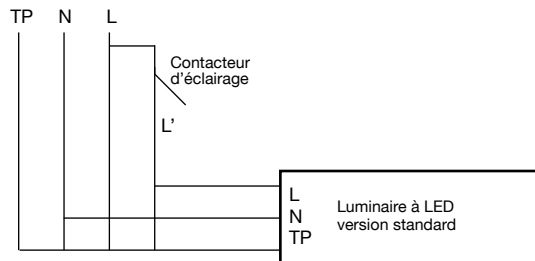 TP N L
Contacteur
d’éclairage
L’
L
N
TP
Luminaire à LED
version standard